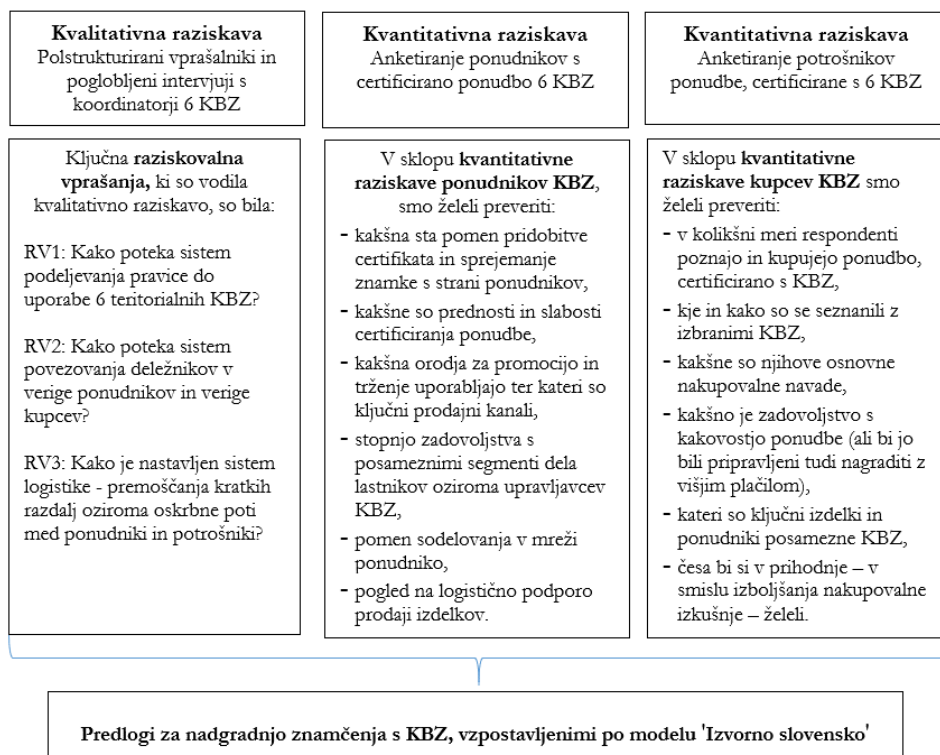 Kvalitativna raziskava
Polstrukturirani vprašalniki in
poglobljeni intervjuji s
koordinatorji 6 KBZ
Kvantitativna raziskava
Anketiranje ponudnikov s
certificirano ponudbo 6 KBZ
Kvantitativna raziskava
Anketiranje potrošnikov
ponudbe, certificirane s 6 KBZ
Ključna raziskovalna
vprašanja, ki so vodila
kvalitativno raziskavo, so bila:
RV1: Kako poteka sistem
podeljevanja pravice do
uporabe 6 teritorialnih KBZ?
RV2: Kako poteka sistem
povezovanja deležnikov v
verige ponudnikov in verige
kupcev?
RV3: Kako je nastavljen sistem
logistike - premoščanja kratkih
razdalj oziroma oskrbne poti
med ponudniki in potrošniki?
V sklopu kvantitativne
raziskave ponudnikov KBZ,
smo želeli preveriti:
- kakšna sta pomen pridobitve
certifikata in sprejemanje
znamke s strani ponudnikov,
- kakšne so prednosti in slabosti
certificiranja ponudbe,
- kakšna orodja za promocijo in
trženje uporabljajo ter kateri so
ključni prodajni kanali,
- stopnjo zadovoljstva s
posameznimi segmenti dela
lastnikov oziroma upravljavcev
KBZ,
- pomen sodelovanja v mreži
ponudniko,
- pogled na logistično podporo
prodaji izdelkov.
V sklopu kvantitativne
raziskave kupcev KBZ smo
želeli preveriti:
- v kolikšni meri respondenti
poznajo in kupujejo ponudbo,
certificirano s KBZ,
- kje in kako so se seznanili z
izbranimi KBZ,
- kakšne so njihove osnovne
nakupovalne navade,
- kakšno je zadovoljstvo s
kakovostjo ponudbe (ali bi jo
bili pripravljeni tudi nagraditi z
višjim plačilom),
- kateri so ključni izdelki in
ponudniki posamezne KBZ,
- česa bi si v prihodnje – v
smislu izboljšanja nakupovalne
izkušnje – želeli.
Predlogi za nadgradnjo znamčenja s KBZ, vzpostavljenimi po modelu 'Izvorno slovensko'